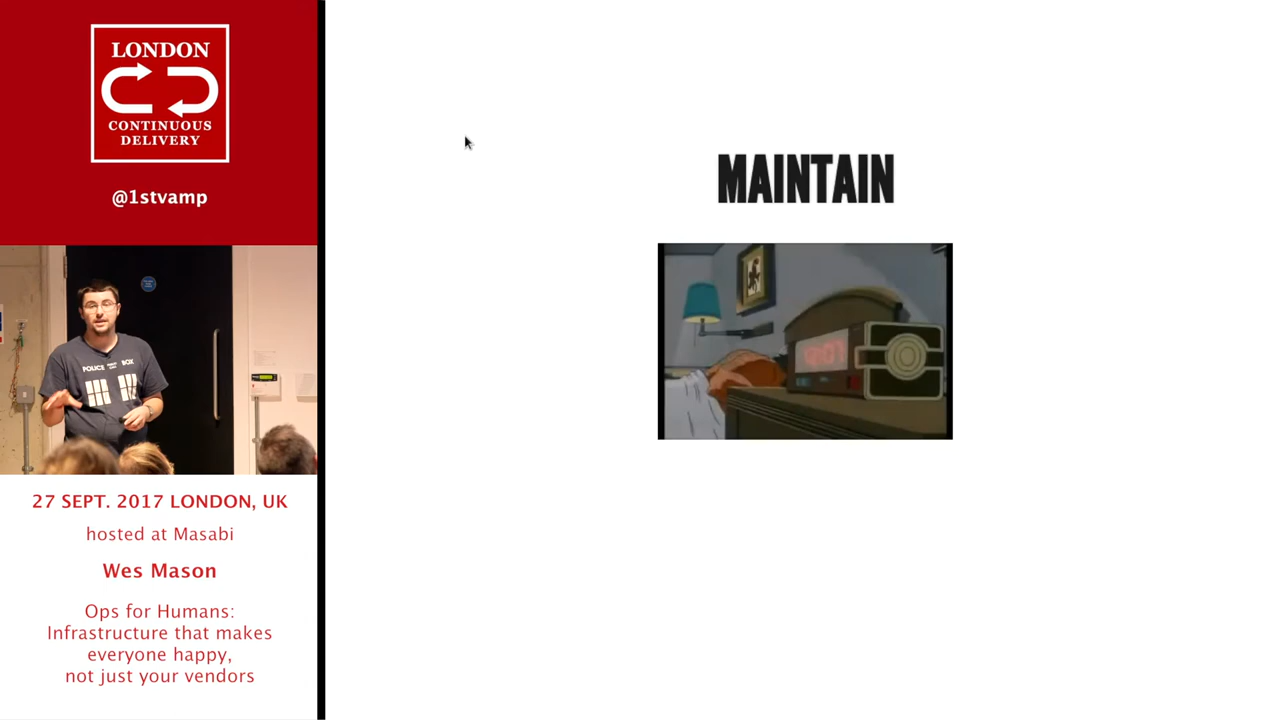 LONDON
CONTINUOUS
DELIVERY
@1stvamp
POLICE BOX
27 SEPT. 2017 LONDON, UK
hosted at Masabi
Wes Mason
Ops for Humans:
Infrastructure that makes
everyone happy,
not just your vendors
MAINTAIN